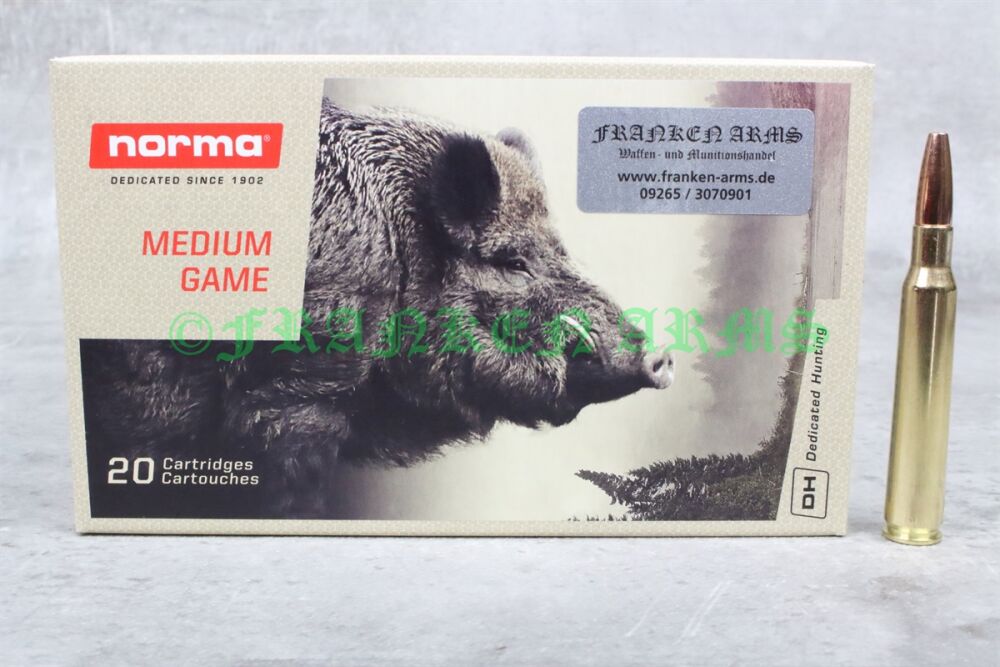 norma®
DEDICATED SINCE 1902
MEDIUM
GAME
20 Cartridges
Cartouches
FRANKEN ARMS
Waffen- und Munitionshandel
www.franken-arms.de
09265 / 3070901
©FRANKEN ARMS
DH Dedicated Hunting